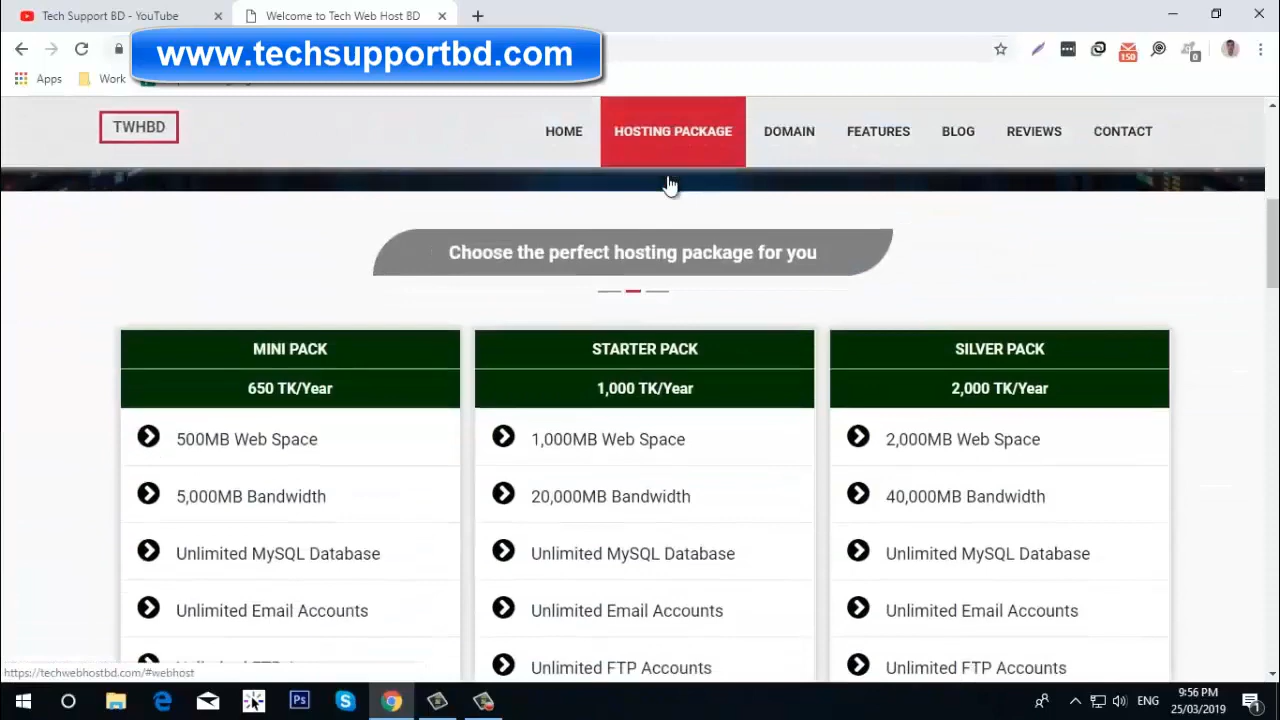 Tech Support BD - YouTube
Welcome to Tech Web Host BD
www.techsupportbd.com
150
0
Apps
Work
TWHBD
HOME
HOSTING PACKAGE
DOMAIN
FEATURES
BLOG
REVIEWS
CONTACT
Choose the perfect hosting package for you
MINI PACK
650 TK/Year
500MB Web Space
5,000MB Bandwidth
Unlimited MySQL Database
Unlimited Email Accounts
STARTER PACK
1,000 TK/Year
1,000MB Web Space
20,000MB Bandwidth
Unlimited MySQL Database
Unlimited Email Accounts
Unlimited FTP Accounts
SILVER PACK
2,000 TK/Year
2,000MB Web Space
40,000MB Bandwidth
Unlimited MySQL Database
Unlimited Email Accounts
Unlimited FTP Accounts
https://techwebhostbd.com/#webhost
Ps
ENG
9:56 PM
25/03/2019
1